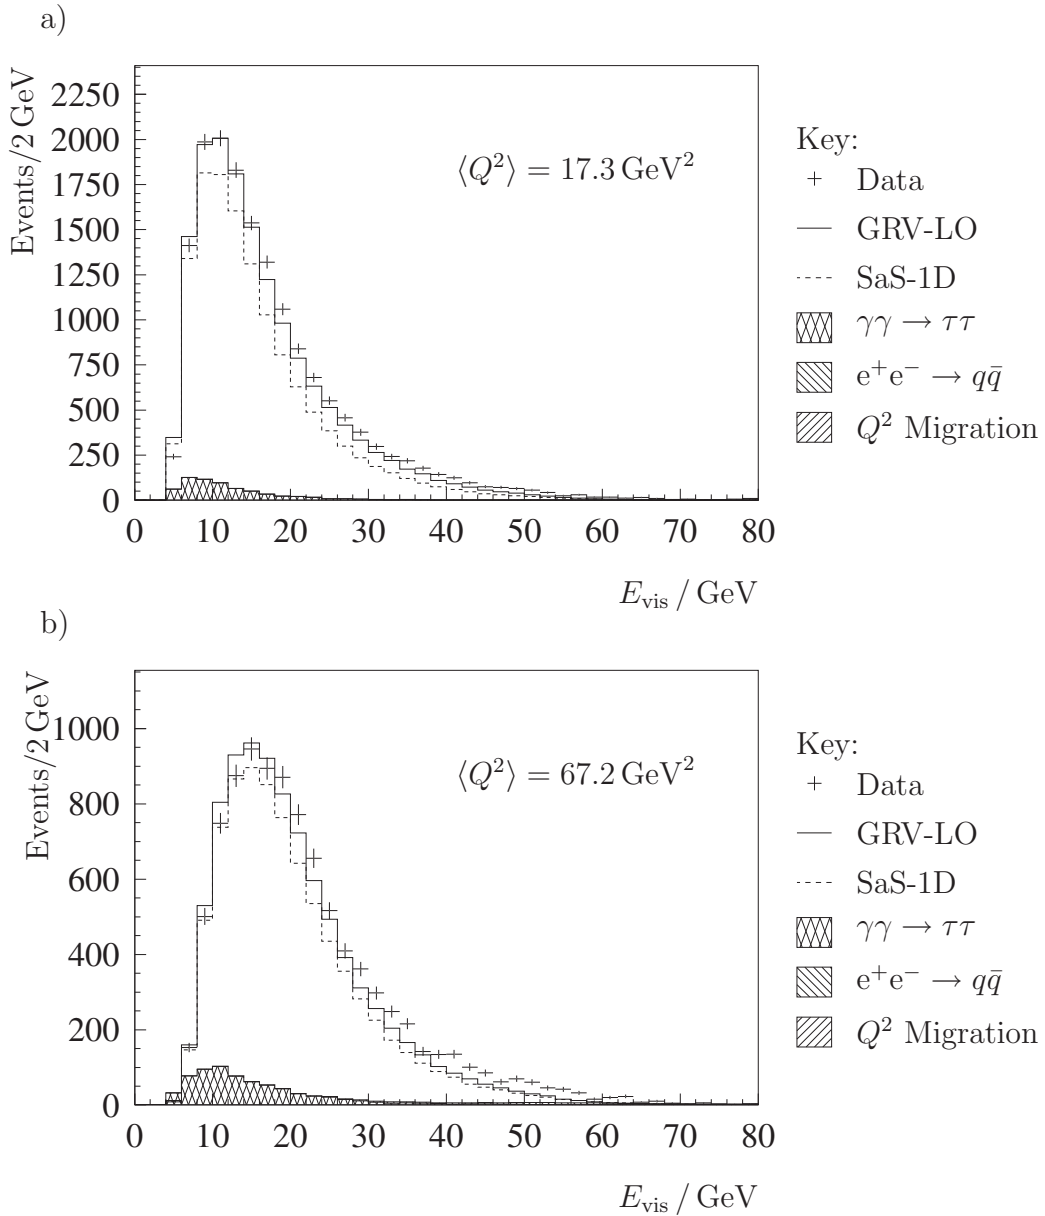 a)
Events/2 GeV
2250
2000
1750
1500
1250
1000
750
500
250
0
0 10 20 30 40 50 60 70 80
E_vis / GeV
⟨Q²⟩ = 17.3 GeV²
Key:
Data
GRV-LO
SaS-1D
γγ → ττ
e⁺e⁻ → qq̄
Q² Migration
b)
Events/2 GeV
1000
800
600
400
200
0
0 10 20 30 40 50 60 70 80
E_vis / GeV
⟨Q²⟩ = 67.2 GeV²
Key:
Data
GRV-LO
SaS-1D
γγ → ττ
e⁺e⁻ → qq̄
Q² Migration